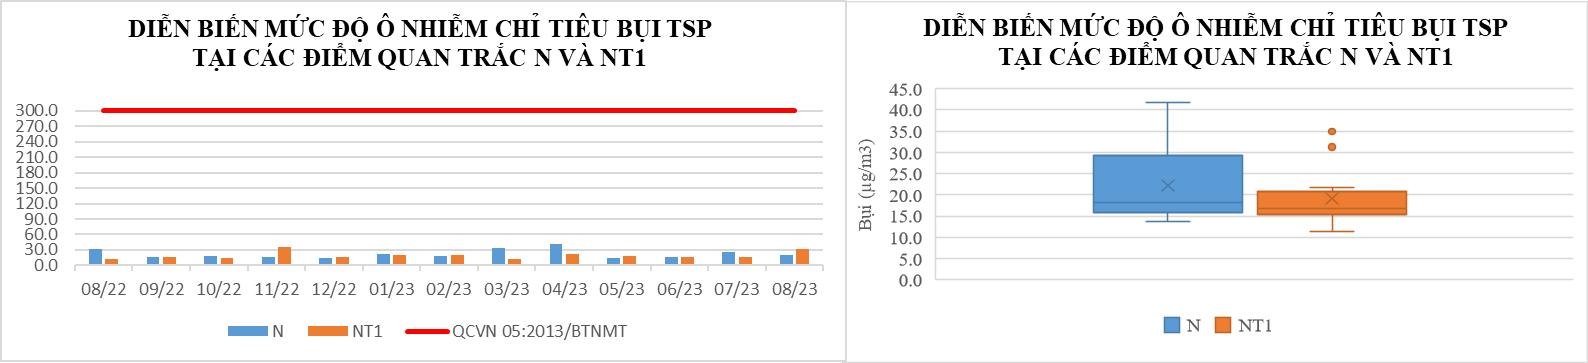 DIỄN BIẾN MỨC ĐỘ Ô NHIỄM CHỈ TIÊU BỤI TSP
TẠI CÁC ĐIỂM QUAN TRẮC N VÀ NT1
300.0
270.0
240.0
210.0
180.0
150.0
120.0
90.0
60.0
30.0
0.0
08/22 09/22 10/22 11/22 12/22 01/23 02/23 03/23 04/23 05/23 06/23 07/23 08/23
N NT1 QCVN 05:2013/BTNMT
DIỄN BIẾN MỨC ĐỘ Ô NHIỄM CHỈ TIÊU BỤI TSP
TẠI CÁC ĐIỂM QUAN TRẮC N VÀ NT1
Bụi (µg/m3)
45.0
40.0
35.0
30.0
25.0
20.0
15.0
10.0
5.0
0.0
N NT1